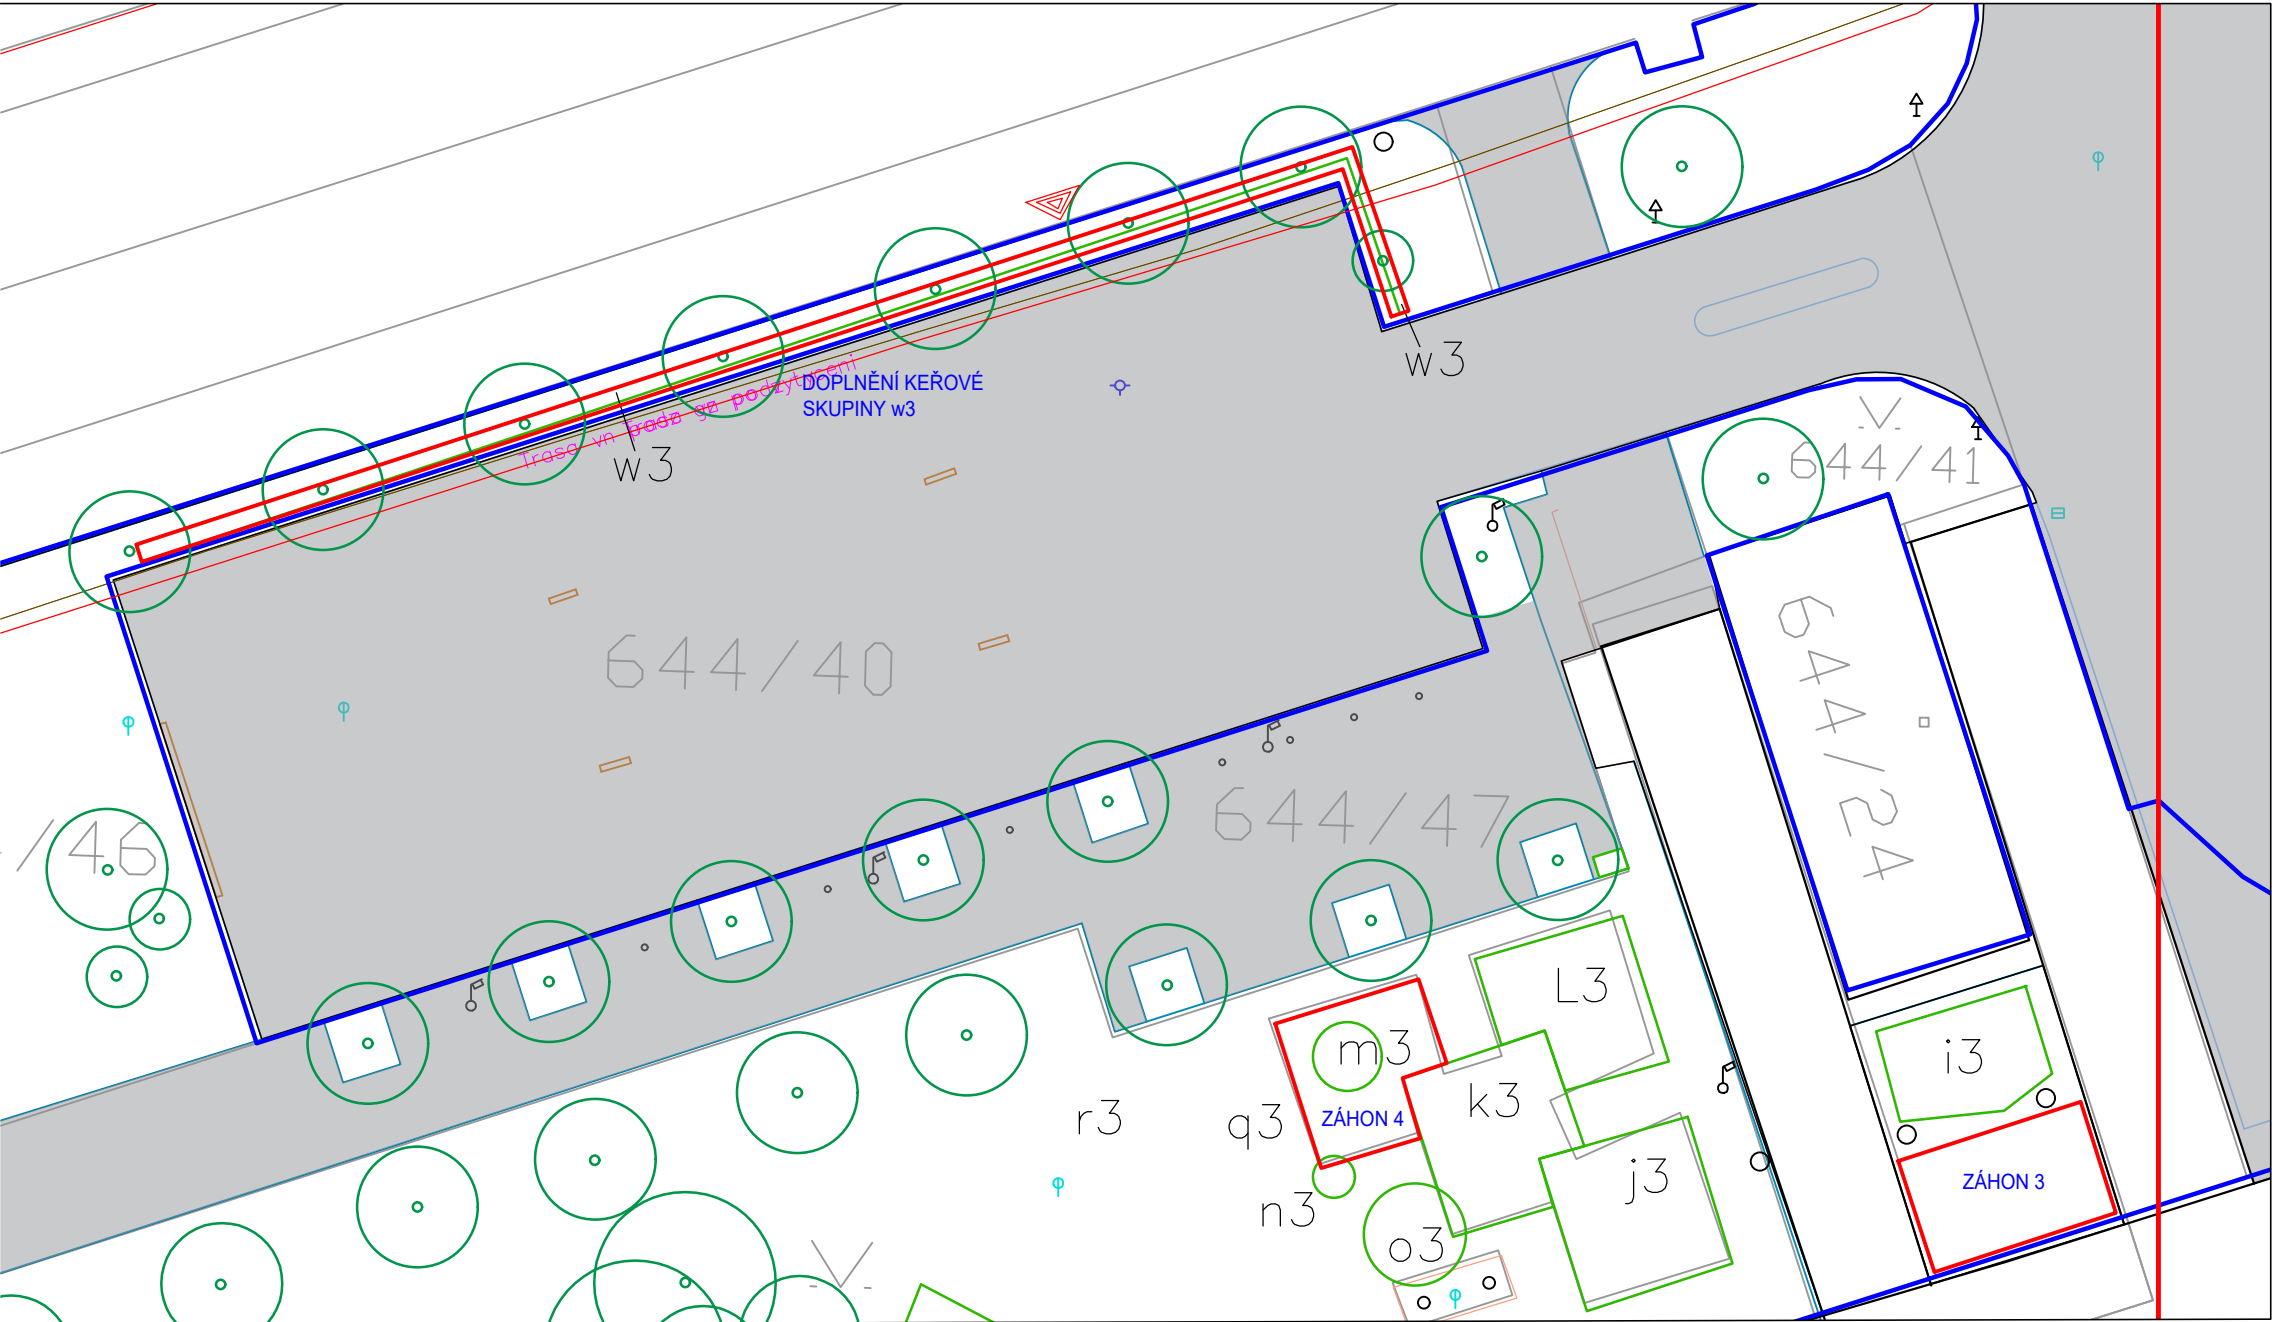 w3
DOPLNĚNÍ KEŘOVÉ
SKUPINY w3
w3
644/41
644/40
644/24
644/47
/46
L3
m3
i3
k3
r3
q3
ZÁHON 4
j3
ZÁHON 3
n3
o3